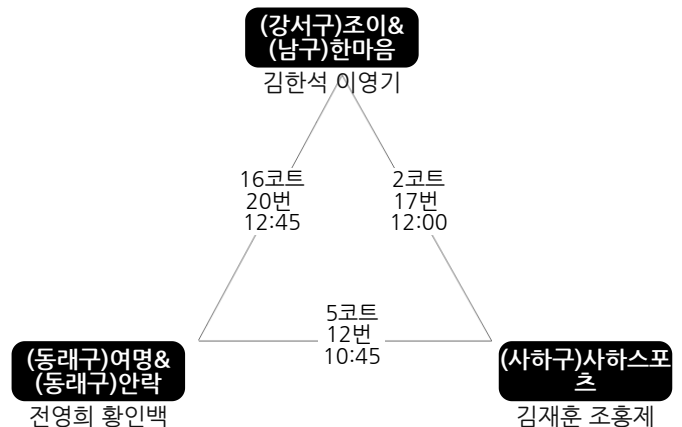 (강서구)조이&
(남구)한마음
김한석 이영기
16코트
20번
12:45
2코트
17번
12:00
5코트
12번
10:45
(동래구)여명&
(동래구)안락
전영희 황인백
(사하구)사하스포
츠
김재훈 조홍제